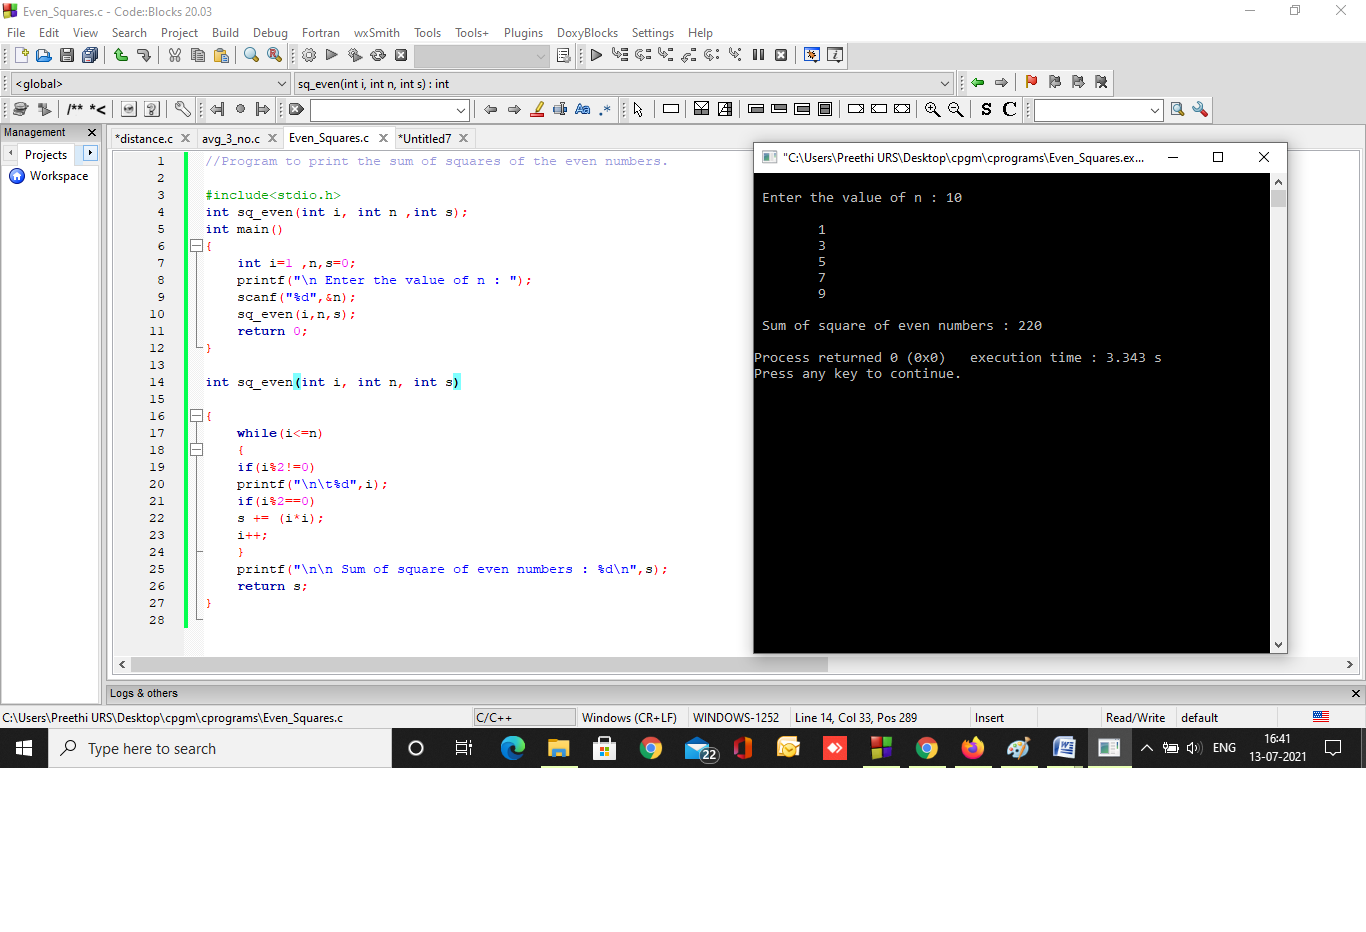 Even_Squares.c - Code::Blocks 20.03
File Edit View Search Project Build Debug Fortran wxSmith Tools Tools+ Plugins DoxyBlocks Settings Help
<global> sq_even(int i, int n, int s) : int
/** *< Aa .* S C
Management
Projects
Workspace
*distance.c avg_3_no.c Even_Squares.c *Untitled7
1 //Program to print the sum of squares of the even numbers.
2
3 #include<stdio.h>
4 int sq_even(int i, int n ,int s);
5 int main()
6 {
7 int i=1 ,n,s=0;
8 printf("\n Enter the value of n : ");
9 scanf("%d",&n);
10 sq_even(i,n,s);
11 return 0;
12 }
13
14 int sq_even(int i, int n, int s)
15
16 {
17 while(i<=n)
18 {
19 if(i%2!=0)
20 printf("\n\t%d",i);
21 if(i%2==0)
22 s += (i*i);
23 i++;
24 }
25 printf("\n\n Sum of square of even numbers : %d\n",s);
26 return s;
27 }
28
"C:\Users\Preethi URS\Desktop\cpgm\cprograms\Even_Squares.ex...
Enter the value of n : 10
1
3
5
7
9
Sum of square of even numbers : 220
Process returned 0 (0x0) execution time : 3.343 s
Press any key to continue.
Logs & others
C:\Users\Preethi URS\Desktop\cpgm\cprograms\Even_Squares.c C/C++ Windows (CR+LF) WINDOWS-1252 Line 14, Col 33, Pos 289 Insert Read/Write default
Type here to search 22 ENG 16:41
13-07-2021